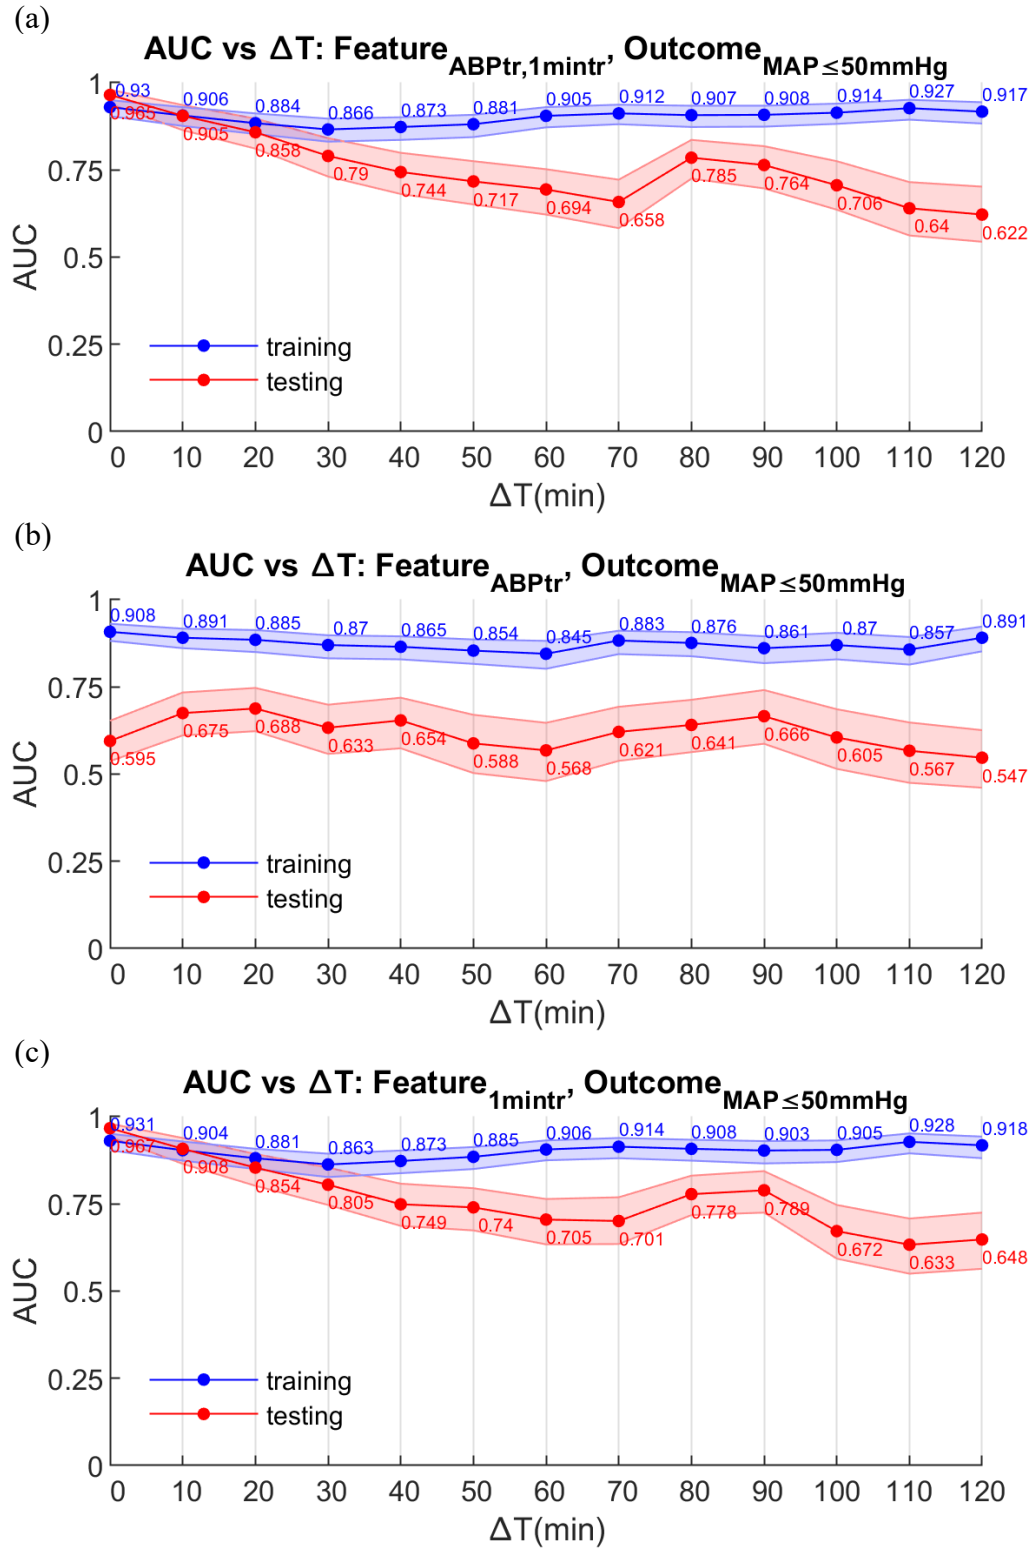 (a)
AUC vs ΔT: Feature_ABPtr,1mintr, Outcome_MAP≤50mmHg
1
0.93 0.906 0.884 0.866 0.873 0.881 0.905 0.912 0.907 0.908 0.914 0.927 0.917
0.965 0.905 0.858 0.79 0.744 0.717 0.694 0.658 0.785 0.764 0.706 0.64 0.622
0.75
0.5
0.25
0
AUC
training
testing
0 10 20 30 40 50 60 70 80 90 100 110 120
ΔT(min)
(b)
AUC vs ΔT: Feature_ABPtr, Outcome_MAP≤50mmHg
1
0.908 0.891 0.885 0.87 0.865 0.854 0.845 0.883 0.876 0.861 0.87 0.857 0.891
0.75
0.595 0.675 0.688 0.633 0.654 0.588 0.568 0.621 0.641 0.666 0.605 0.567 0.547
0.5
0.25
0
AUC
training
testing
0 10 20 30 40 50 60 70 80 90 100 110 120
ΔT(min)
(c)
AUC vs ΔT: Feature_1mintr, Outcome_MAP≤50mmHg
1
0.931 0.904 0.881 0.863 0.873 0.885 0.906 0.914 0.908 0.903 0.905 0.928 0.918
0.967 0.908 0.854 0.805 0.749 0.74 0.705 0.701 0.778 0.789 0.672 0.633 0.648
0.75
0.5
0.25
0
AUC
training
testing
0 10 20 30 40 50 60 70 80 90 100 110 120
ΔT(min)